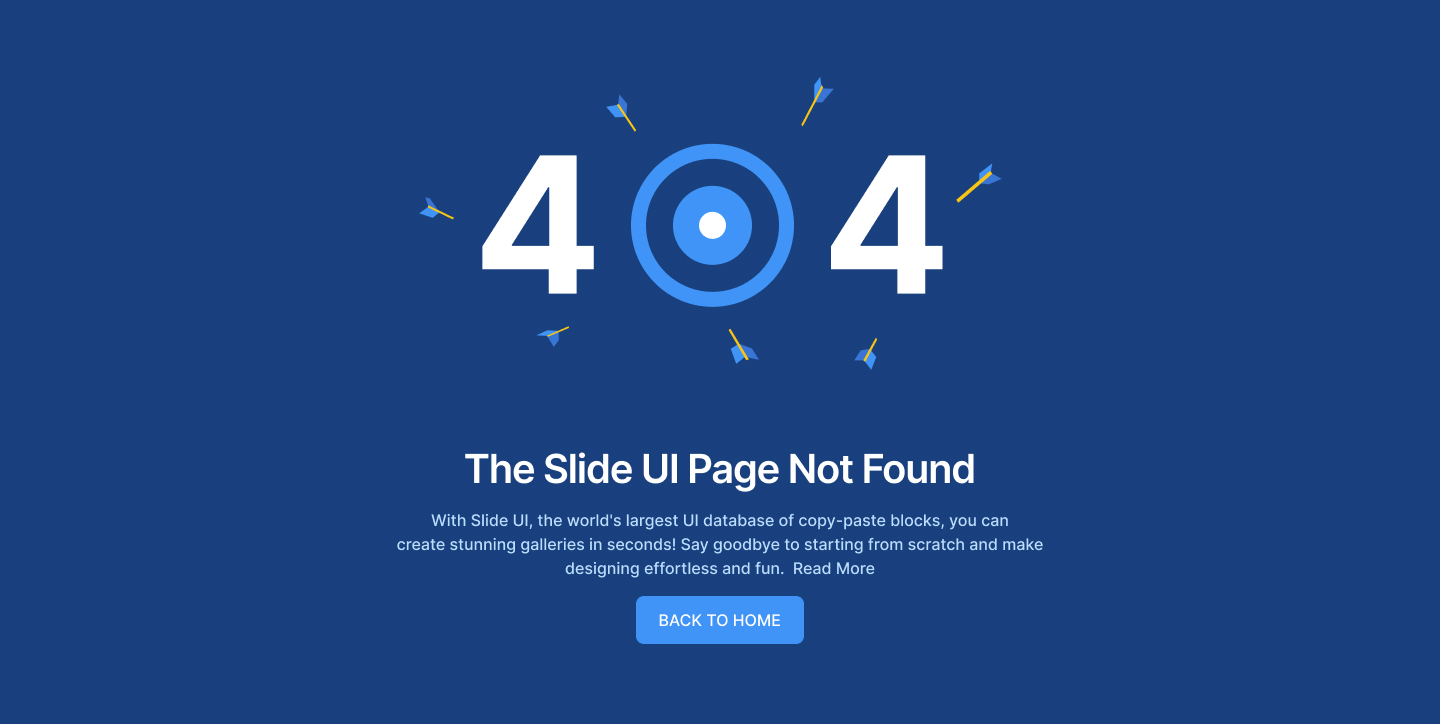 4 4
The Slide UI Page Not Found
With Slide UI, the world's largest UI database of copy-paste blocks, you can
create stunning galleries in seconds! Say goodbye to starting from scratch and make
designing effortless and fun.  Read More
BACK TO HOME